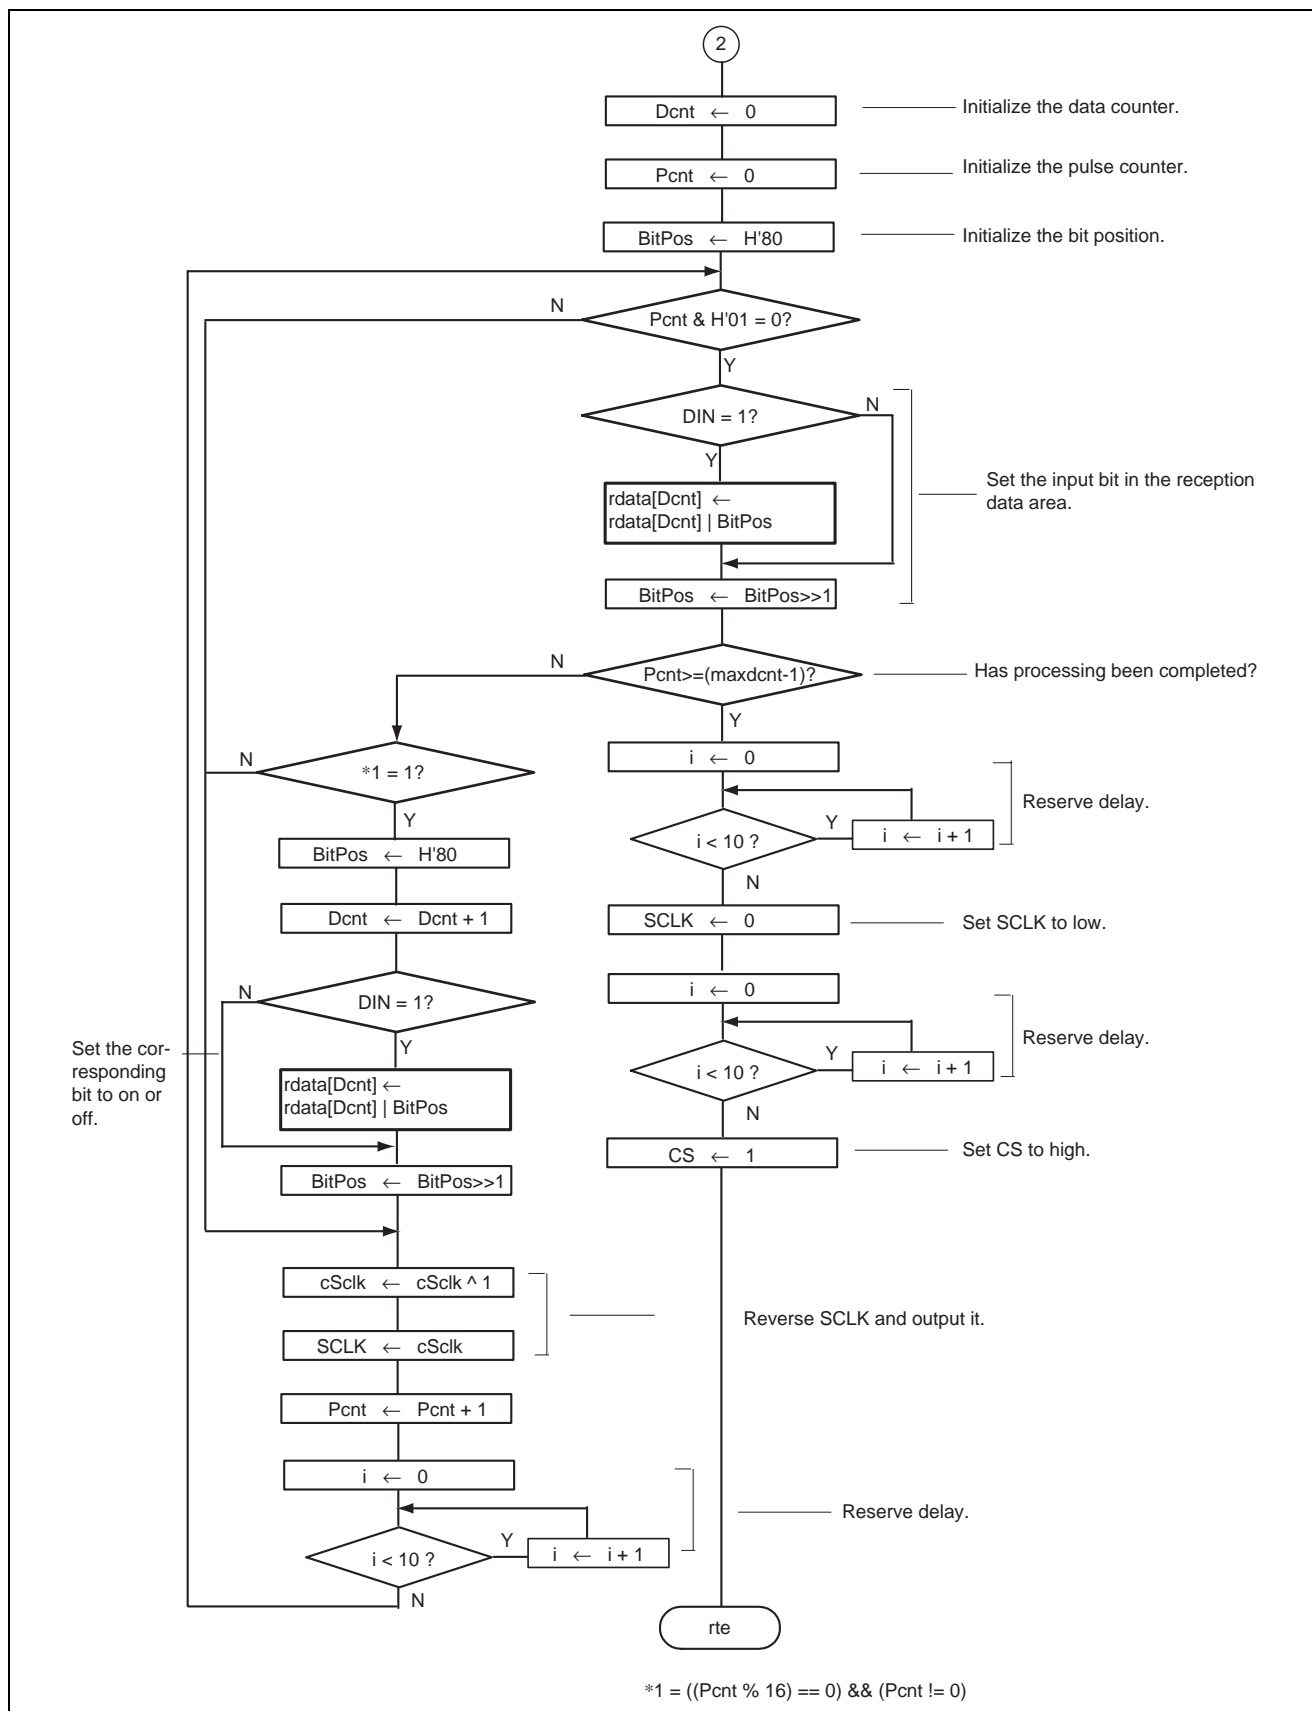 2
Dcnt ← 0
Initialize the data counter.
Pcnt ← 0
Initialize the pulse counter.
BitPos ← H'80
Initialize the bit position.
N
Pcnt & H'01 = 0?
Y
DIN = 1?
N
Y
rdata[Dcnt] ←
rdata[Dcnt] | BitPos
Set the input bit in the reception
data area.
BitPos ← BitPos>>1
N
Pcnt>=(maxdcnt-1)?
Has processing been completed?
Y
i ← 0
Reserve delay.
i < 10 ?
Y
i ← i + 1
N
SCLK ← 0
Set SCLK to low.
i ← 0
Reserve delay.
i < 10 ?
Y
i ← i + 1
N
CS ← 1
Set CS to high.
N
*1 = 1?
Y
BitPos ← H'80
Dcnt ← Dcnt + 1
N
DIN = 1?
Y
Set the cor-
responding
bit to on or
off.
rdata[Dcnt] ←
rdata[Dcnt] | BitPos
BitPos ← BitPos>>1
cSclk ← cSclk ^ 1
SCLK ← cSclk
Reverse SCLK and output it.
Pcnt ← Pcnt + 1
i ← 0
Reserve delay.
i < 10 ?
Y
i ← i + 1
N
rte
*1 = ((Pcnt % 16) == 0) && (Pcnt != 0)